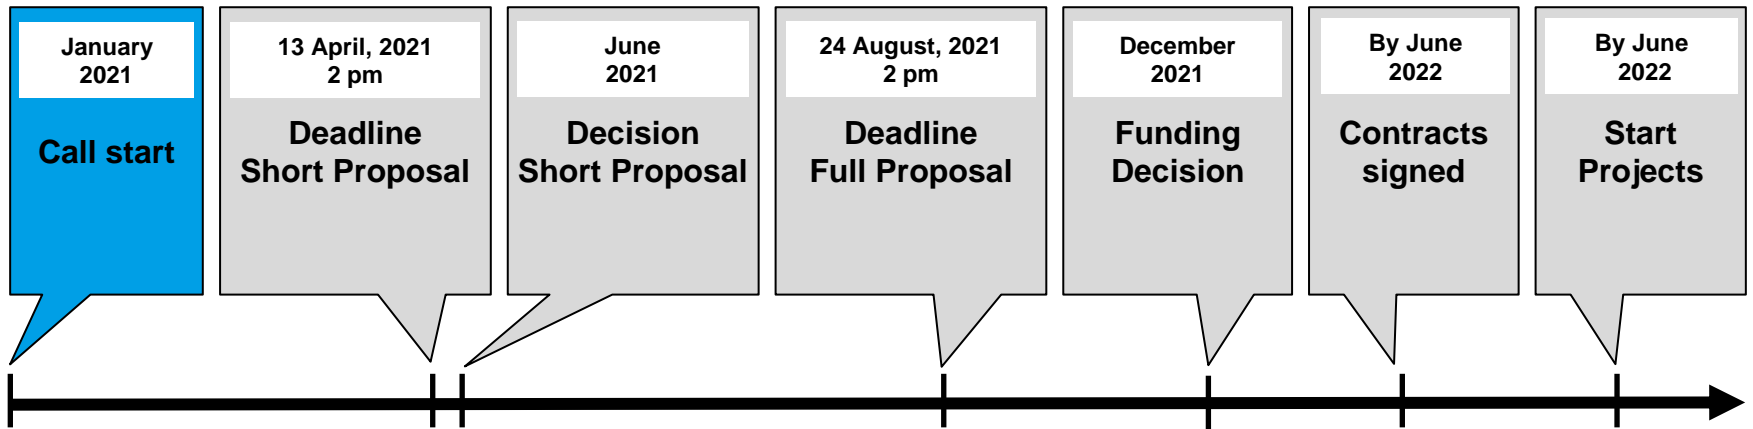 January
2021
Call start
13 April, 2021
2 pm
Deadline
Short Proposal
June
2021
Decision
Short Proposal
24 August, 2021
2 pm
Deadline
Full Proposal
December
2021
Funding
Decision
By June
2022
Contracts
signed
By June
2022
Start
Projects